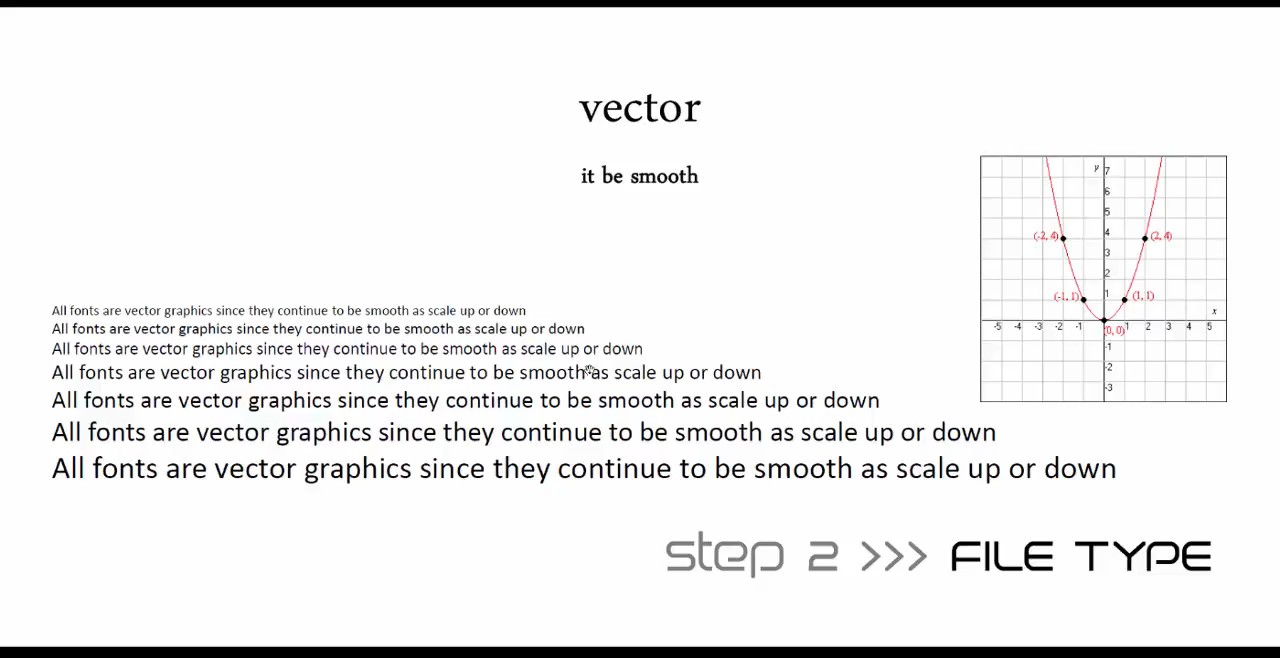 vector
it be smooth
y
7
6
5
(-2, 4) 4 (2, 4)
3
2
(-1, 1) 1 (1, 1)
x
-5 -4 -3 -2 -1 (0, 0) 1 2 3 4 5
-1
-2
-3
All fonts are vector graphics since they continue to be smooth as scale up or down
All fonts are vector graphics since they continue to be smooth as scale up or down
All fonts are vector graphics since they continue to be smooth as scale up or down
All fonts are vector graphics since they continue to be smooth as scale up or down
All fonts are vector graphics since they continue to be smooth as scale up or down
All fonts are vector graphics since they continue to be smooth as scale up or down
All fonts are vector graphics since they continue to be smooth as scale up or down
step 2 >>> FILE TYPE